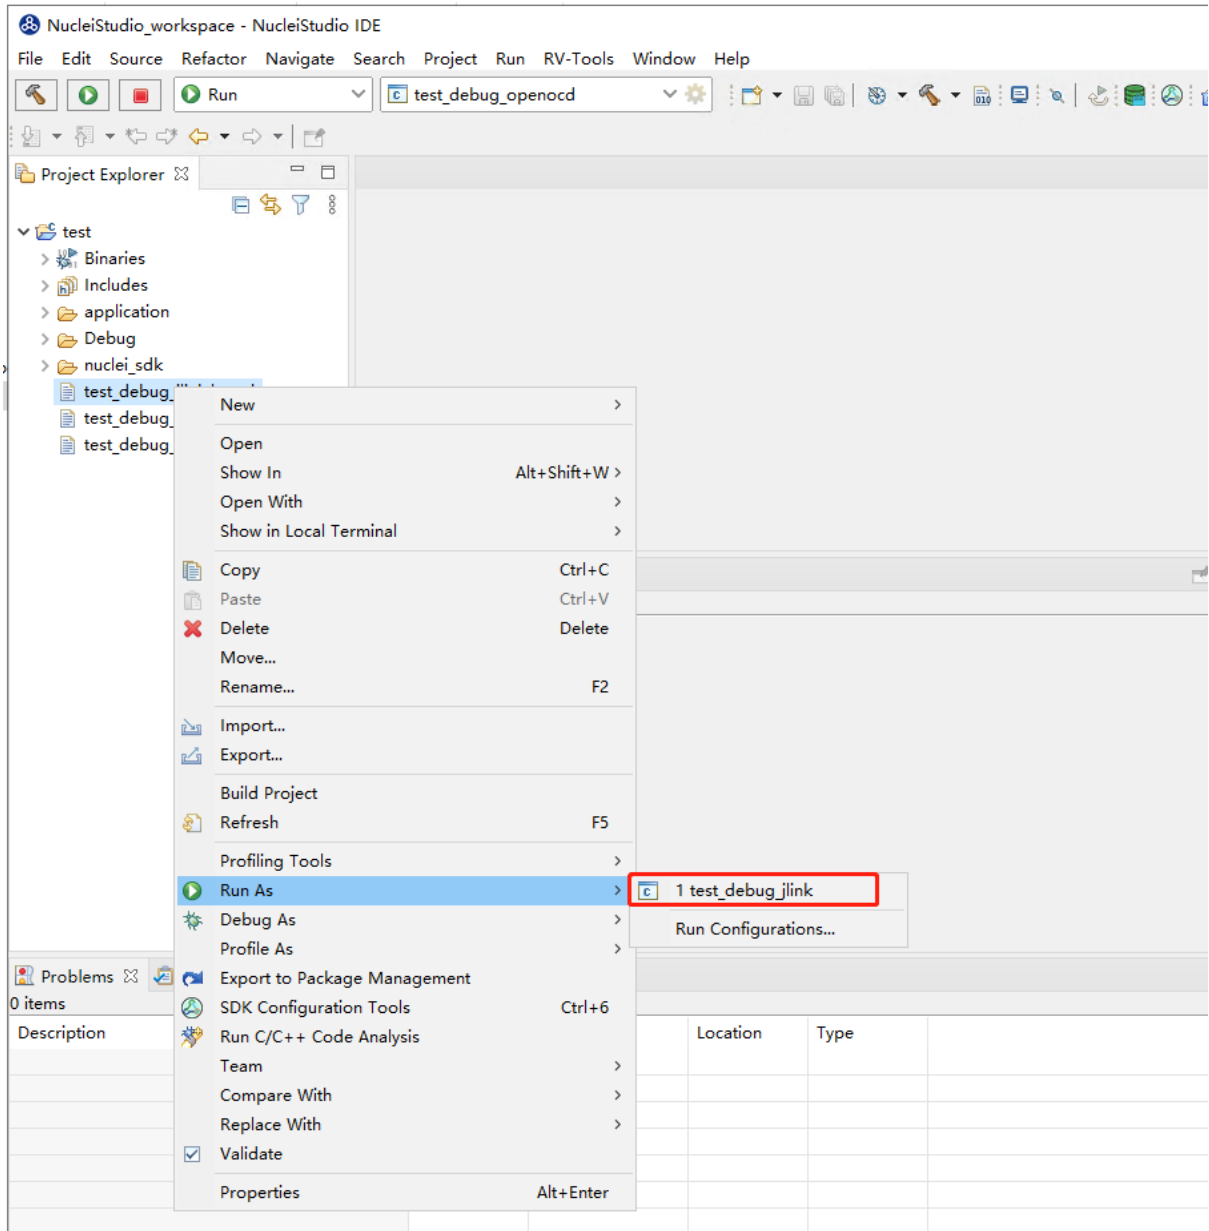 NucleiStudio_workspace - NucleiStudio IDE
File Edit Source Refactor Navigate Search Project Run RV-Tools Window Help
Run test_debug_openocd
Project Explorer
test
Binaries
Includes
application
Debug
nuclei_sdk
test_debug_
test_debug_
test_debug_
New
Open
Show In Alt+Shift+W
Open With
Show in Local Terminal
Copy Ctrl+C
Paste Ctrl+V
Delete Delete
Move...
Rename... F2
Import...
Export...
Build Project
Refresh F5
Profiling Tools
Run As
1 test_debug_jlink
Debug As
Run Configurations...
Profile As
Export to Package Management
SDK Configuration Tools Ctrl+6
Run C/C++ Code Analysis
Team
Compare With
Replace With
Validate
Properties Alt+Enter
Problems
0 items
Description Location Type